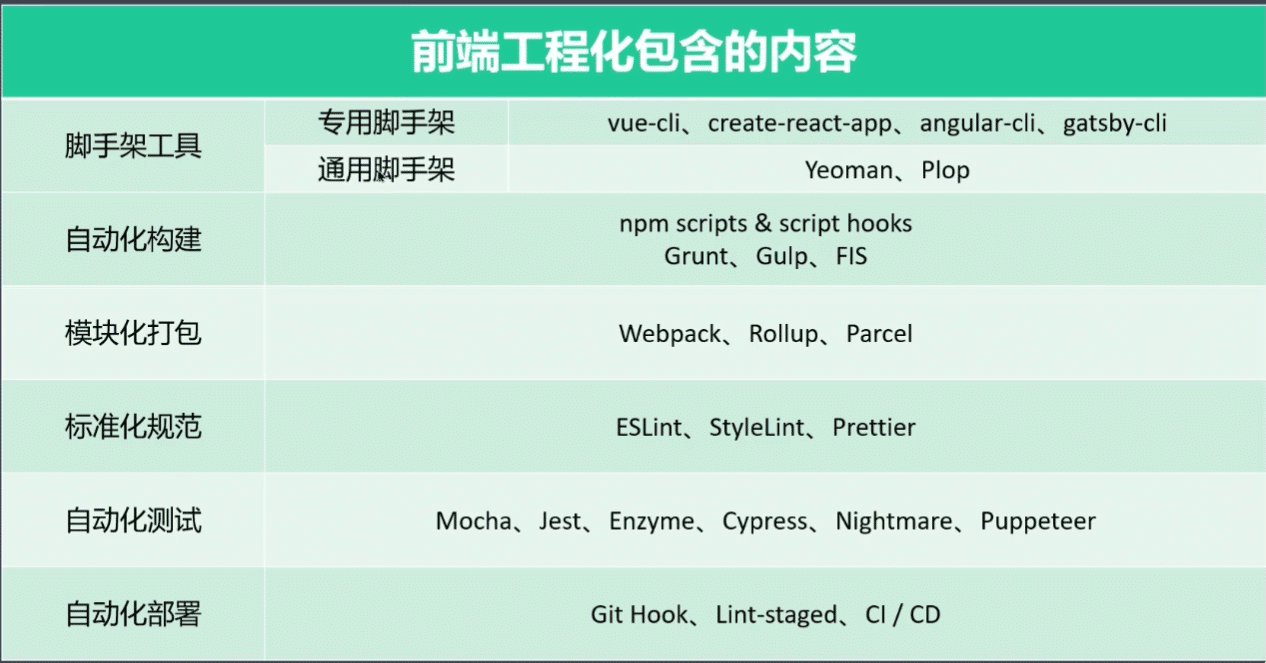 前端工程化包含的内容
脚手架工具
专用脚手架
vue-cli、create-react-app、angular-cli、gatsby-cli
通用脚手架
Yeoman、Plop
自动化构建
npm scripts & script hooks
Grunt、Gulp、FIS
模块化打包
Webpack、Rollup、Parcel
标准化规范
ESLint、StyleLint、Prettier
自动化测试
Mocha、Jest、Enzyme、Cypress、Nightmare、Puppeteer
自动化部署
Git Hook、Lint-staged、CI / CD